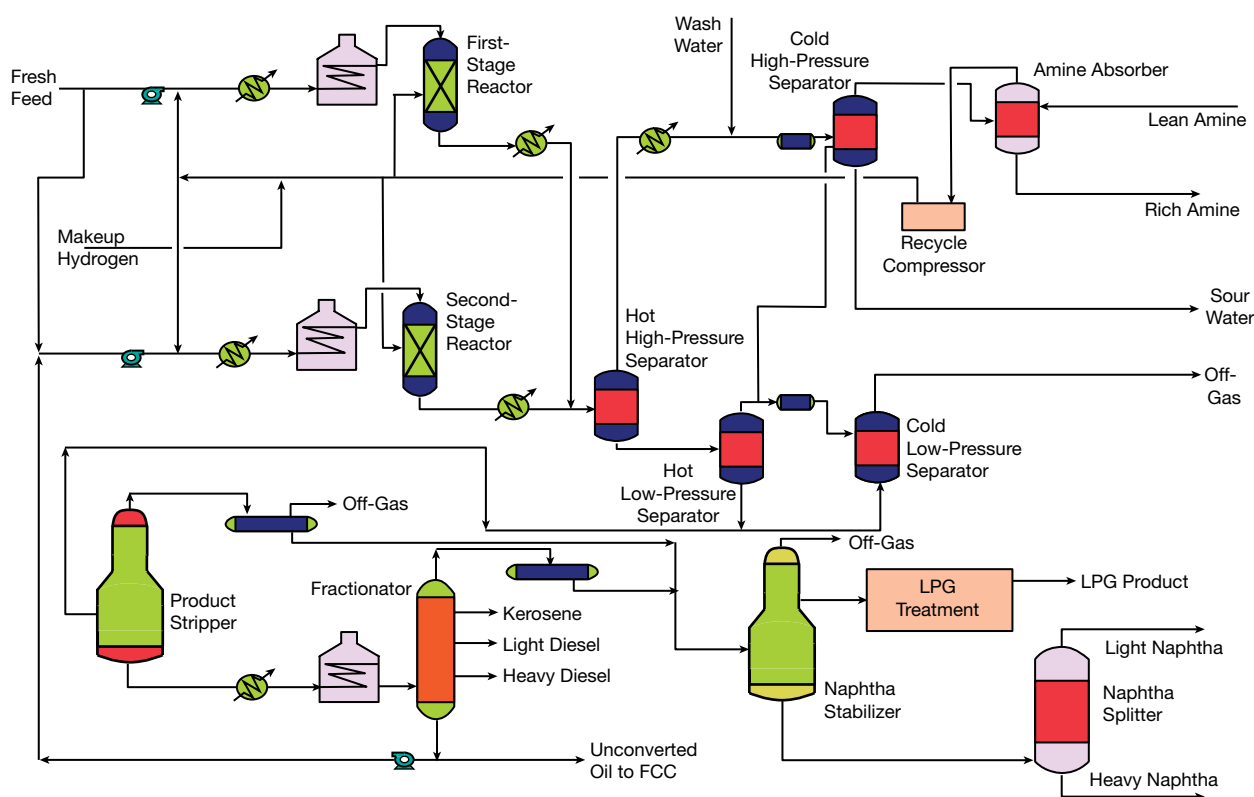 Fresh
Feed
First-
Stage
Reactor
Wash
Water
Cold
High-Pressure
Separator
Amine Absorber
Lean Amine
Rich Amine
Recycle
Compressor
Makeup
Hydrogen
Second-
Stage
Reactor
Hot
High-Pressure
Separator
Sour
Water
Off-
Gas
Cold
Low-Pressure
Separator
Hot
Low-Pressure
Separator
Off-Gas
Product
Stripper
Fractionator
Kerosene
Light Diesel
Heavy Diesel
Off-Gas
LPG
Treatment
LPG Product
Light Naphtha
Naphtha
Stabilizer
Naphtha
Splitter
Unconverted
Oil to FCC
Heavy Naphtha